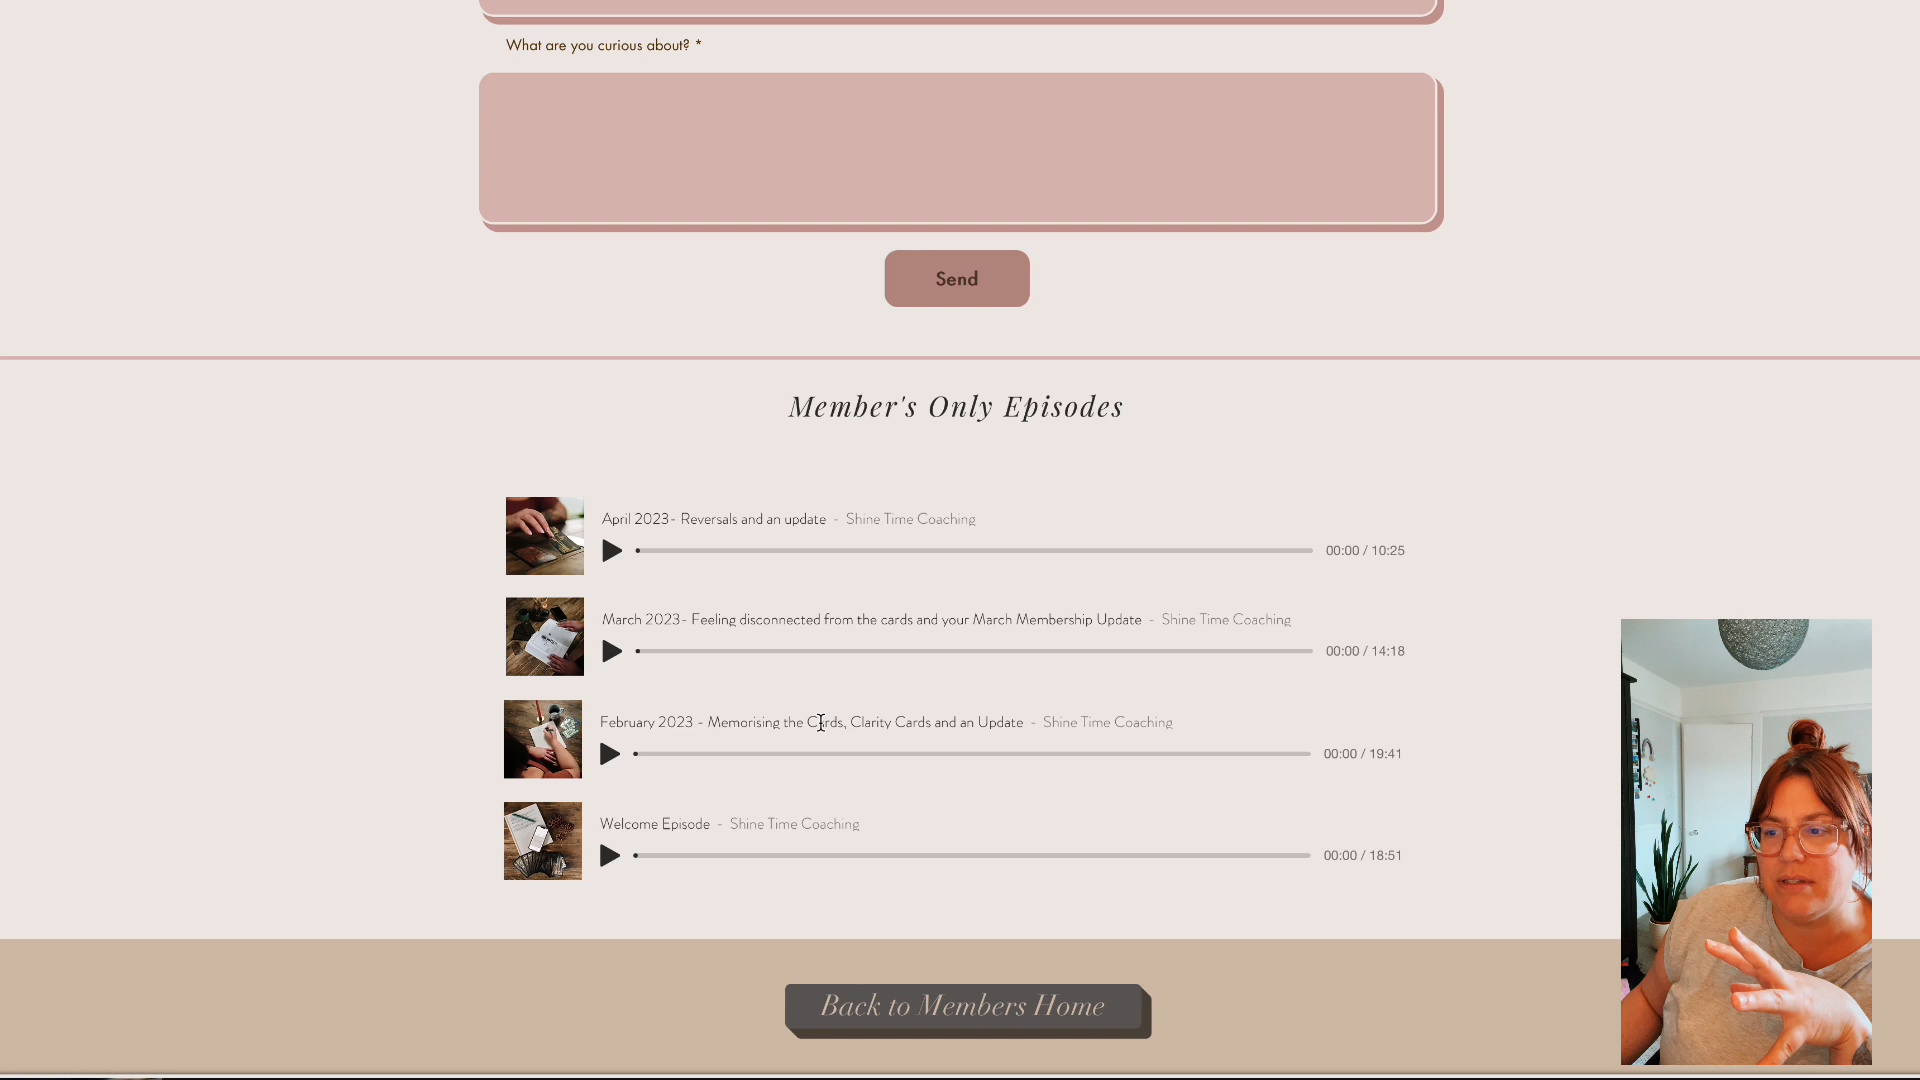 What are you curious about? *
Send
Member's Only Episodes
April 2023- Reversals and an update - Shine Time Coaching
00:00 / 10:25
March 2023- Feeling disconnected from the cards and your March Membership Update - Shine Time Coaching
00:00 / 14:18
February 2023 - Memorising the Cards, Clarity Cards and an Update - Shine Time Coaching
00:00 / 19:41
Welcome Episode - Shine Time Coaching
00:00 / 18:51
Back to Members Home